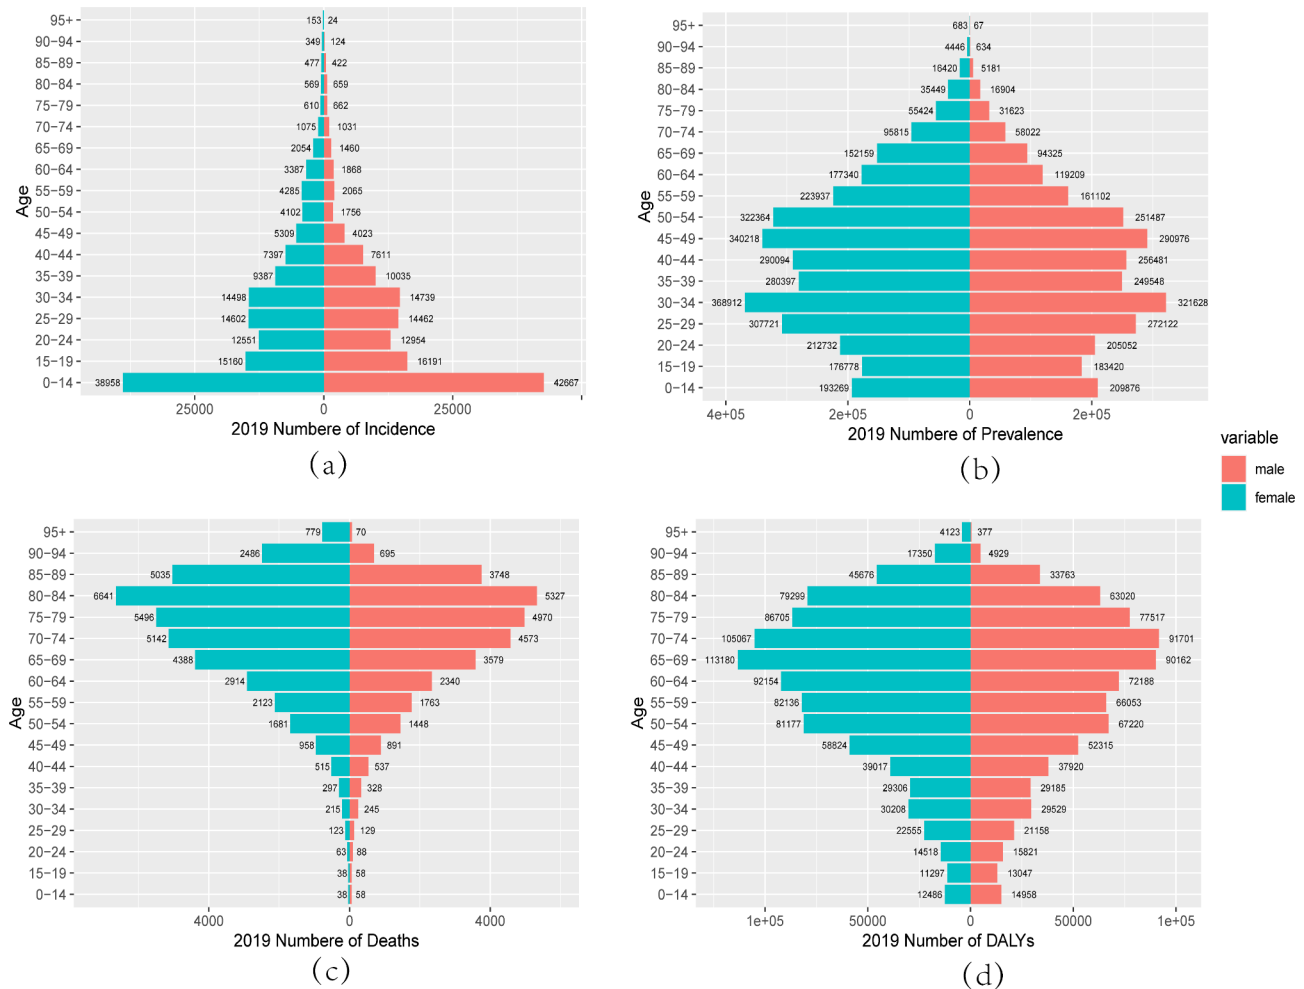 95+ 153 24
90-94 349 124
85-89 477 422
80-84 569 659
75-79 610 662
70-74 1075 1031
65-69 2054 1460
60-64 3387 1868
55-59 4285 2065
50-54 4102 1756
45-49 5309 4023
40-44 7397 7611
35-39 9387 10035
30-34 14498 14739
25-29 14602 14462
20-24 12551 12954
15-19 15160 16191
0-14 38958 42667
Age
25000 0 25000
2019 Numbere of Incidence
(a)
95+ 683 67
90-94 4446 634
85-89 16420 5181
80-84 35449 16904
75-79 55424 31623
70-74 95815 58022
65-69 152159 94325
60-64 177340 119209
55-59 223937 161102
50-54 322364 251487
45-49 340218 290976
40-44 290094 256481
35-39 280397 249548
30-34 368912 321628
25-29 307721 272122
20-24 212732 205052
15-19 176778 183420
0-14 193269 209876
Age
4e+05 2e+05 0 2e+05
2019 Numbere of Prevalence
(b)
variable
male
female
95+ 779 70
90-94 2486 695
85-89 5035 3748
80-84 6641 5327
75-79 5496 4970
70-74 5142 4573
65-69 4388 3579
60-64 2914 2340
55-59 2123 1763
50-54 1681 1448
45-49 958 891
40-44 515 537
35-39 297 328
30-34 215 245
25-29 123 129
20-24 63 88
15-19 38 58
0-14 38 58
Age
4000 0 4000
2019 Numbere of Deaths
(c)
95+ 4123 377
90-94 17350 4929
85-89 45676 33763
80-84 79299 63020
75-79 86705 77517
70-74 105067 91701
65-69 113180 90162
60-64 92154 72188
55-59 82136 66053
50-54 81177 67220
45-49 58824 52315
40-44 39017 37920
35-39 29306 29185
30-34 30208 29529
25-29 22555 21158
20-24 14518 15821
15-19 11297 13047
0-14 12486 14958
Age
1e+05 50000 0 50000 1e+05
2019 Number of DALYs
(d)